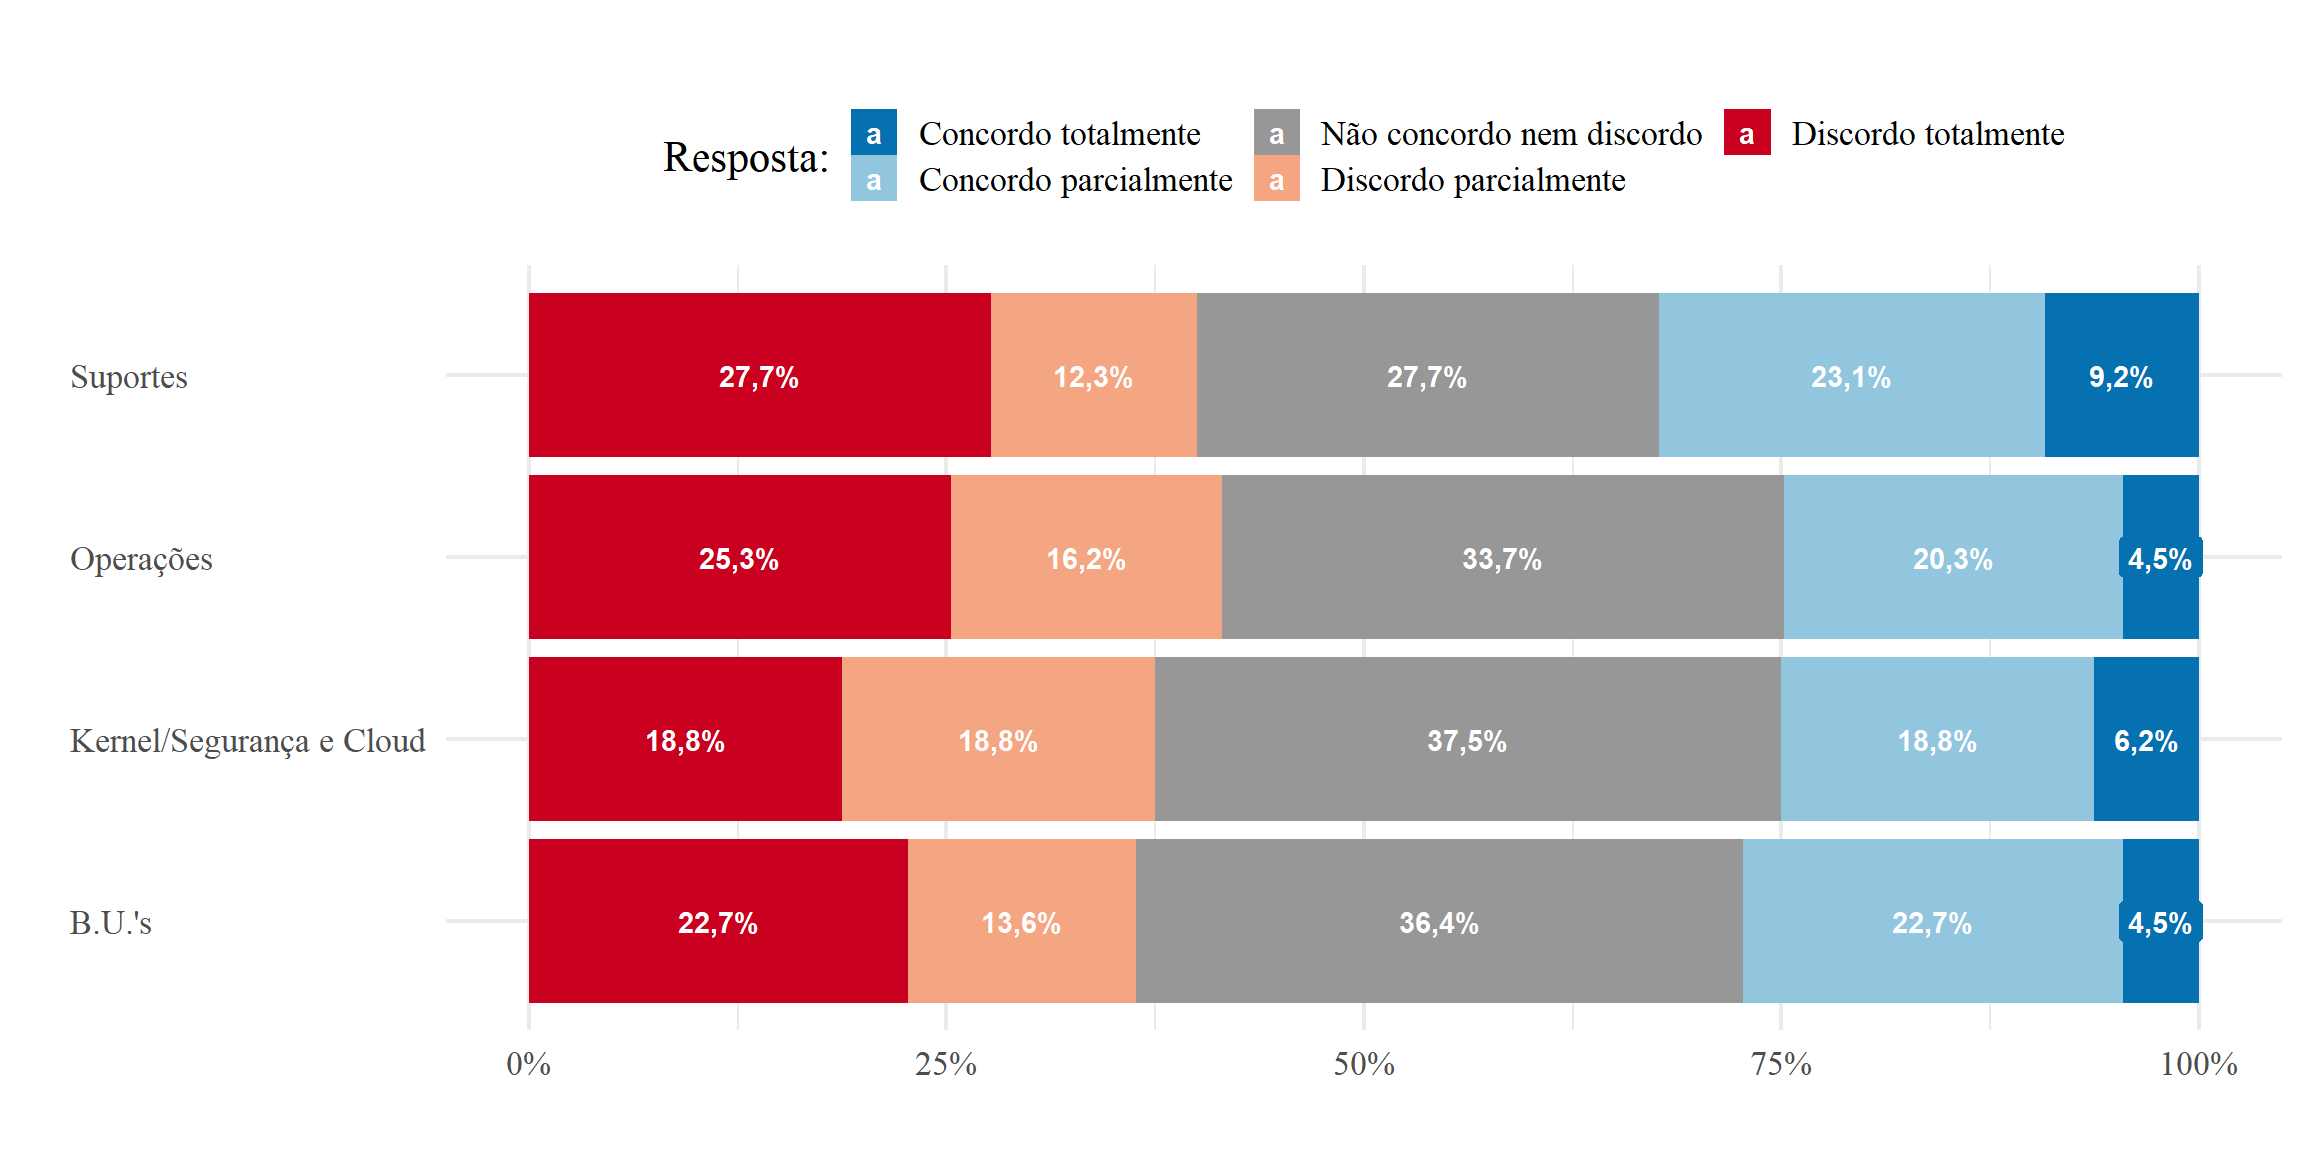 Resposta:
a Concordo totalmente
a Concordo parcialmente
a Não concordo nem discordo
a Discordo parcialmente
a Discordo totalmente
Suportes 27,7% 12,3% 27,7% 23,1% 9,2%
Operações 25,3% 16,2% 33,7% 20,3% 4,5%
Kernel/Segurança e Cloud 18,8% 18,8% 37,5% 18,8% 6,2%
B.U.'s 22,7% 13,6% 36,4% 22,7% 4,5%
0% 25% 50% 75% 100%